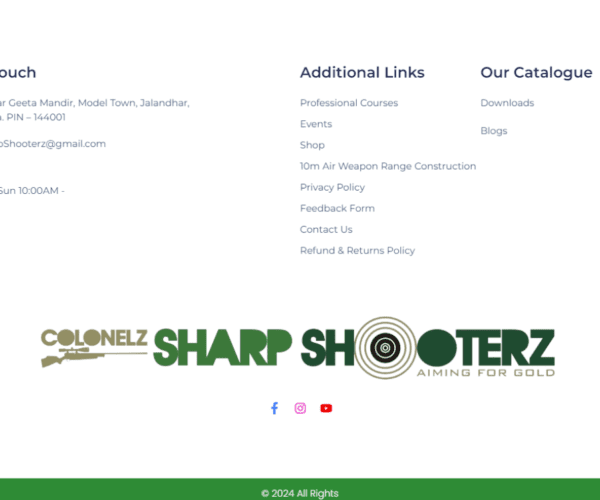 ouch
ar Geeta Mandir, Model Town, Jalandhar,
. PIN – 144001
pShooterz@gmail.com
Sun 10:00AM -
Additional Links
Professional Courses
Events
Shop
10m Air Weapon Range Construction
Privacy Policy
Feedback Form
Contact Us
Refund & Returns Policy
Our Catalogue
Downloads
Blogs
COLONELZ SHARP SHOOTERZ
AIMING FOR GOLD
© 2024 All Rights